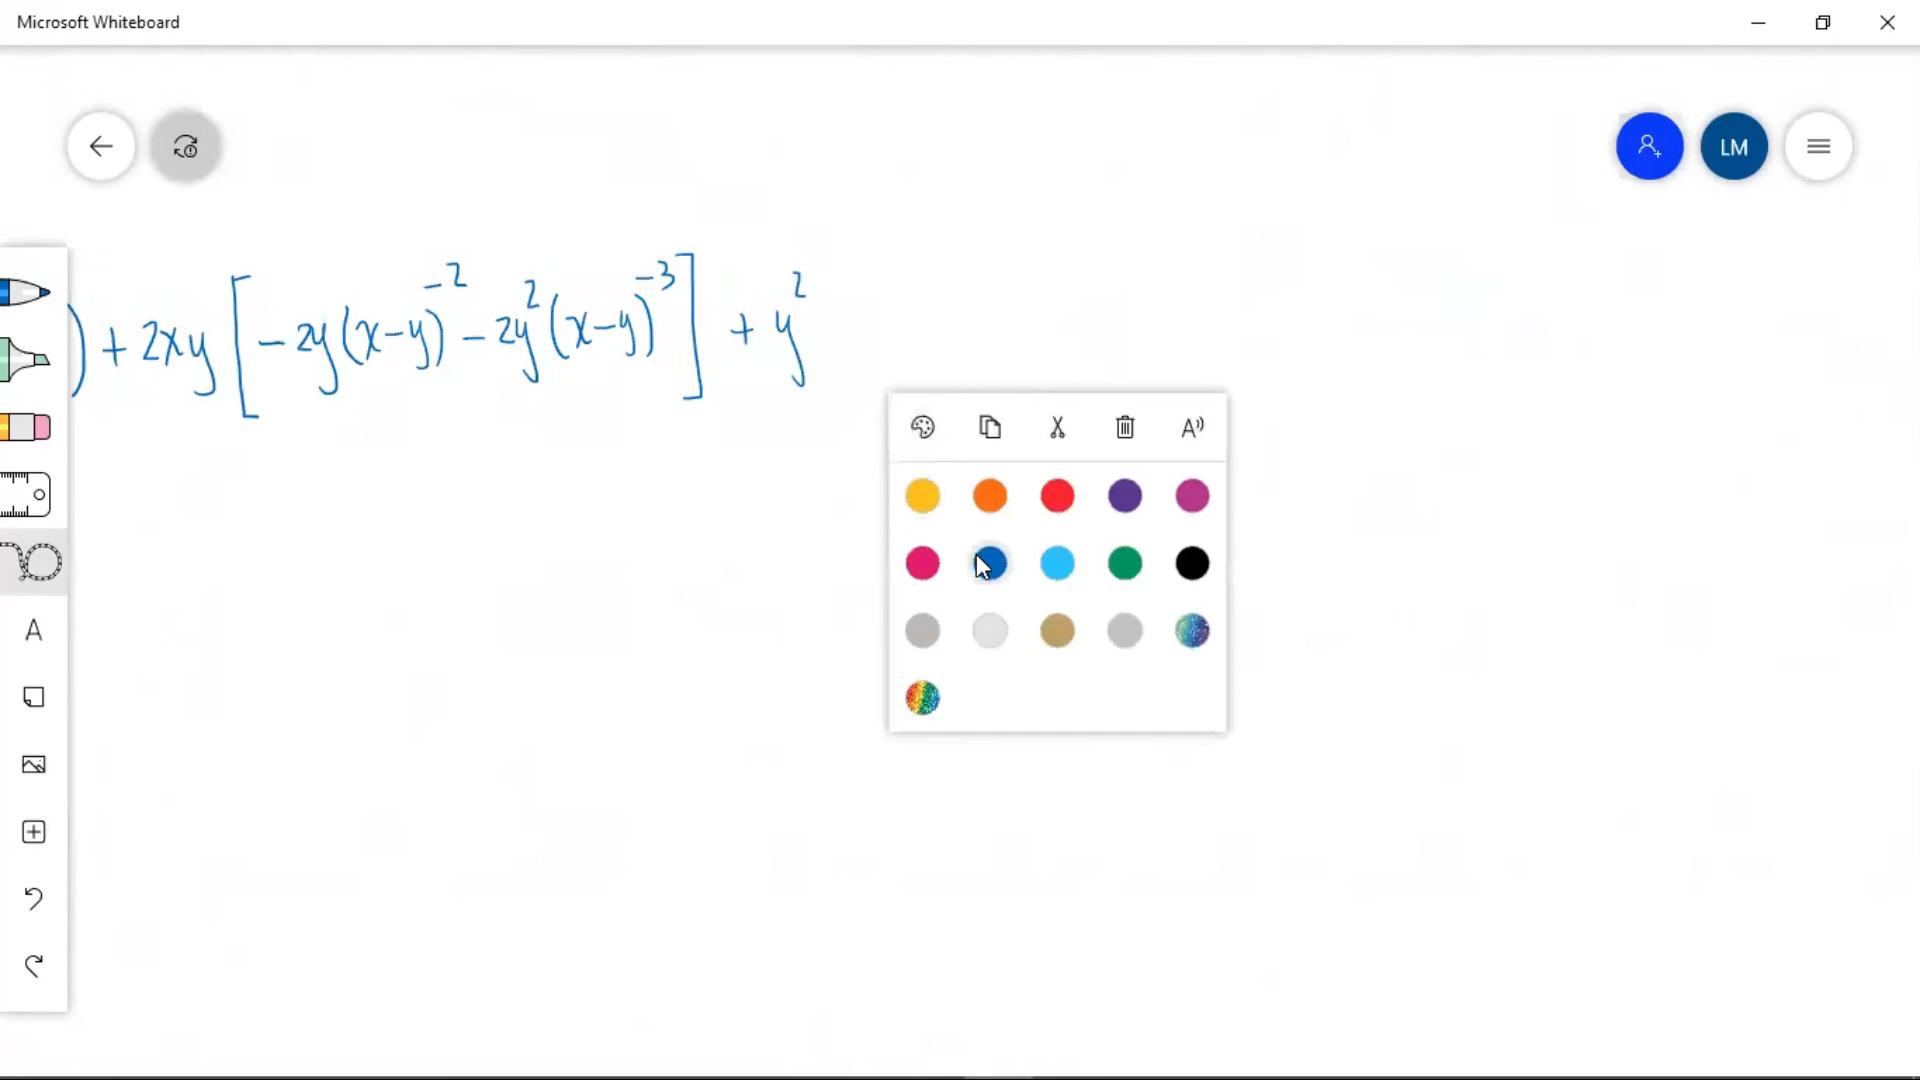 Microsoft Whiteboard
LM
) + 2xy [ - 2y(x-y)^{-2} - 2y^2(x-y)^{-3} ] + y^2
A
A